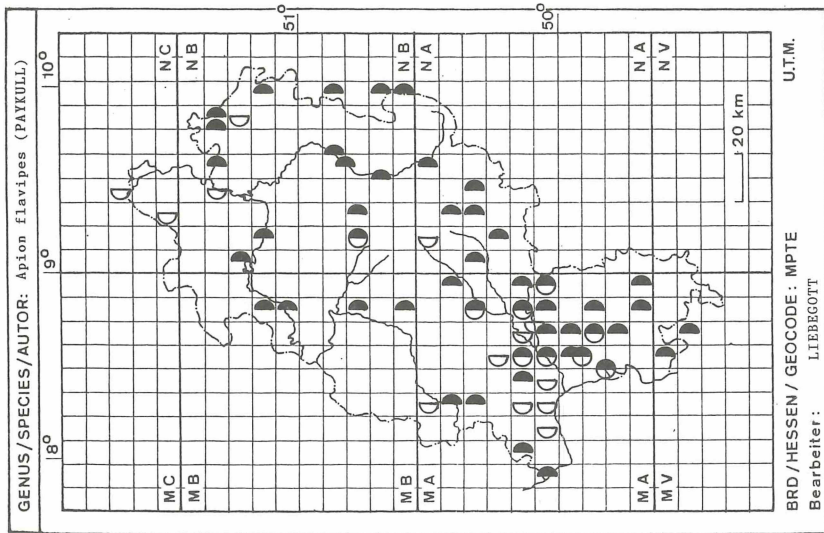 GENUS/SPECIES/AUTOR: Apion flavipes (PAYKULL)
8° 9° 10°
MC NC
MB NB
51
MB NB
MA NA
50
MA NA
MV NV
20 km
BRD/HESSEN / GEOCODE: MPTE U.T.M.
Bearbeiter: LIEBEGOTT